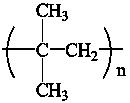 CH₃
( C CH₂ )n
CH₃